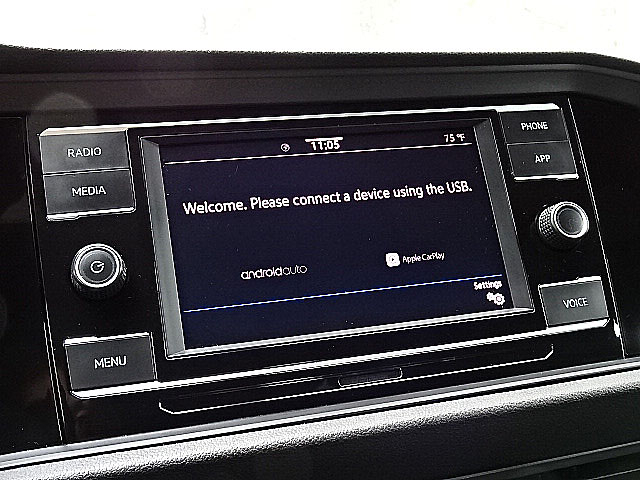 RADIO
MEDIA
MENU
11:05
75 °F
Welcome. Please connect a device using the USB.
androidauto
Apple CarPlay
Settings
PHONE
APP
VOICE